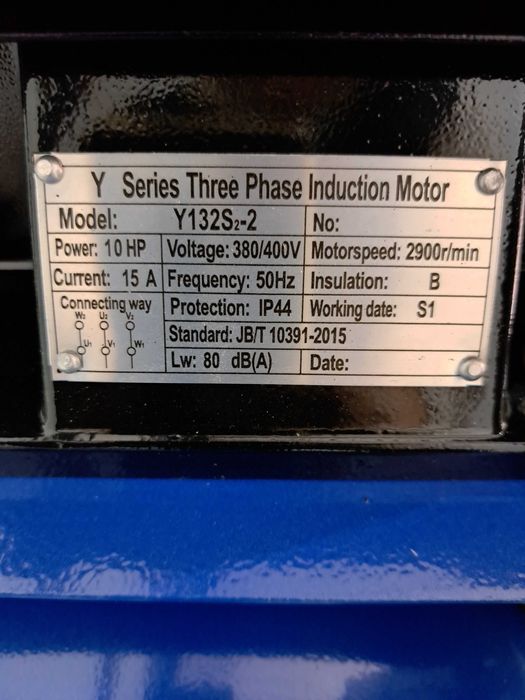 Y Series Three Phase Induction Motor
Model: Y132S2-2 No:
Power: 10 HP Voltage: 380/400V Motorspeed: 2900r/min
Current: 15 A Frequency: 50Hz Insulation: B
Connecting way Protection: IP44 Working date: S1
W2 U2 V2
Standard: JB/T 10391-2015
U1 V1 W1
Lw: 80 dB(A) Date: